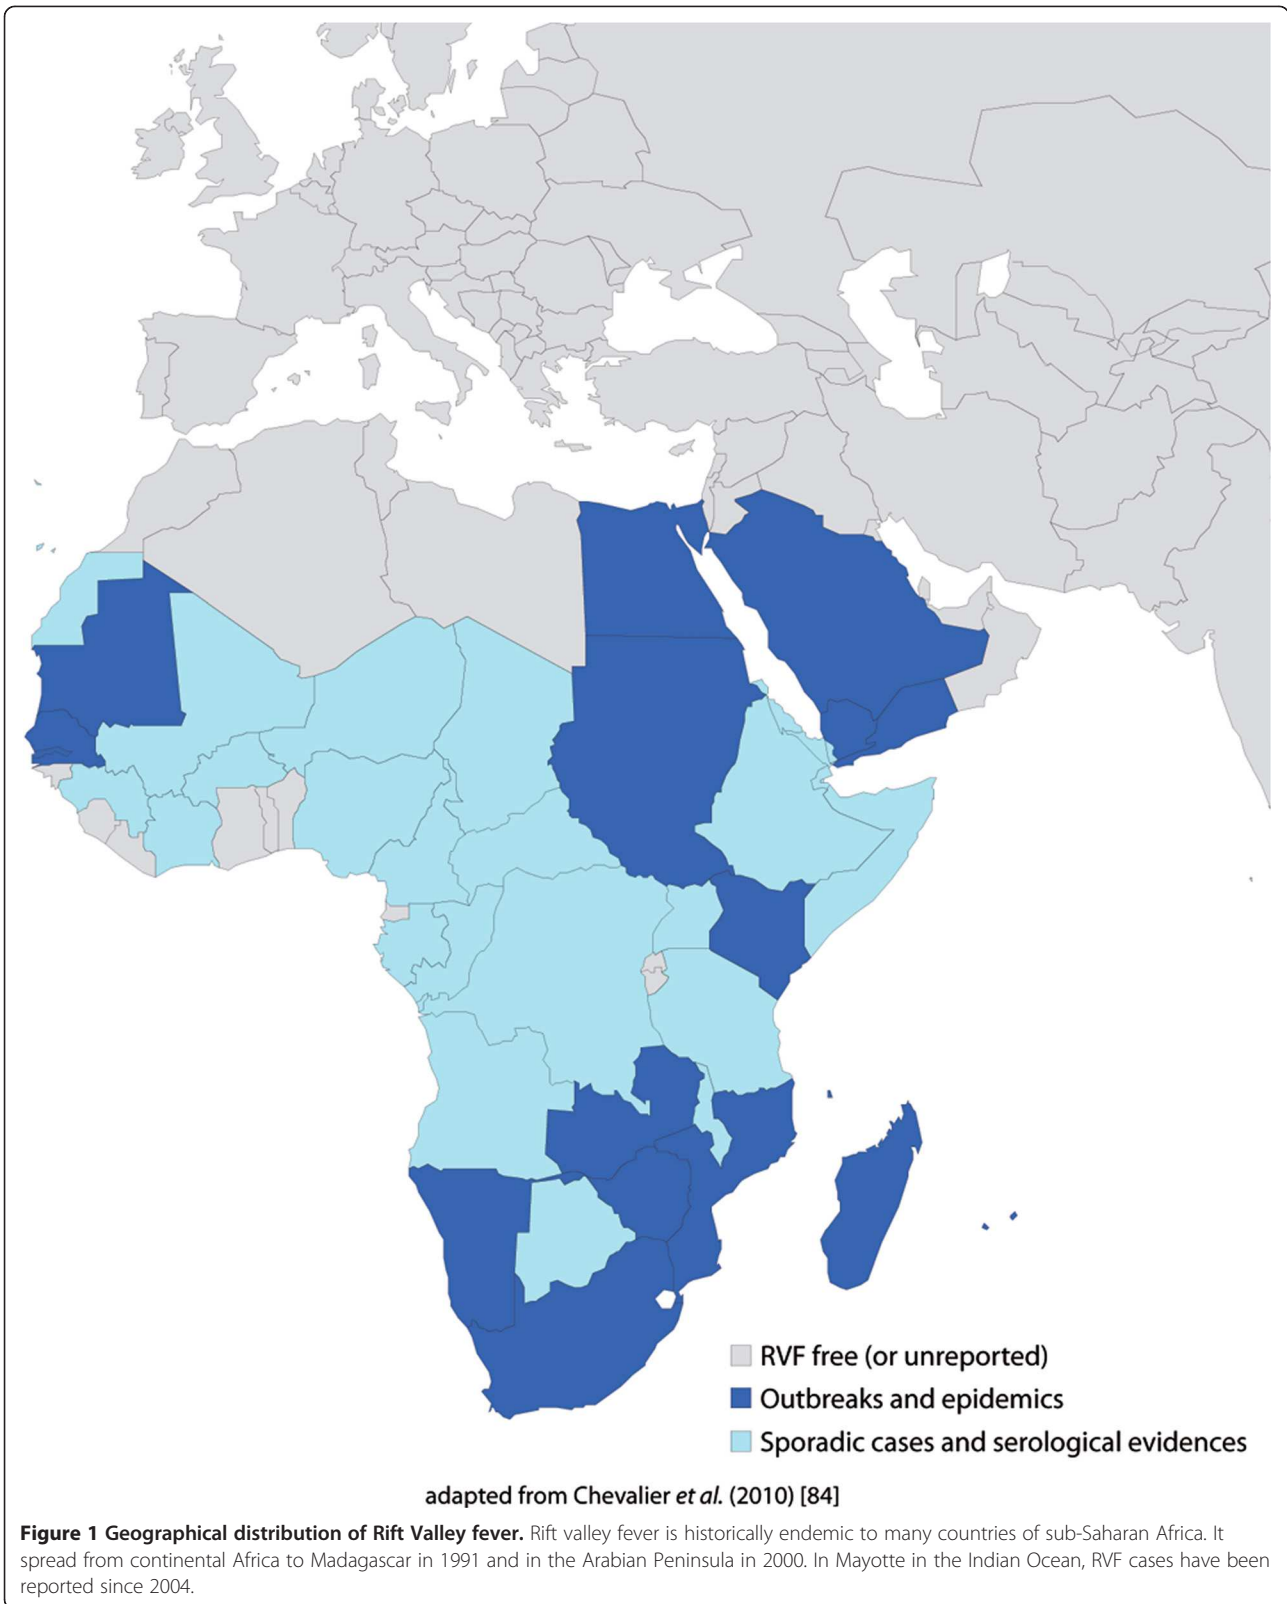 RVF free (or unreported)
Outbreaks and epidemics
Sporadic cases and serological evidences
adapted from Chevalier et al. (2010) [84]
Figure 1 Geographical distribution of Rift Valley fever. Rift valley fever is historically endemic to many countries of sub-Saharan Africa. It
spread from continental Africa to Madagascar in 1991 and in the Arabian Peninsula in 2000. In Mayotte in the Indian Ocean, RVF cases have been
reported since 2004.